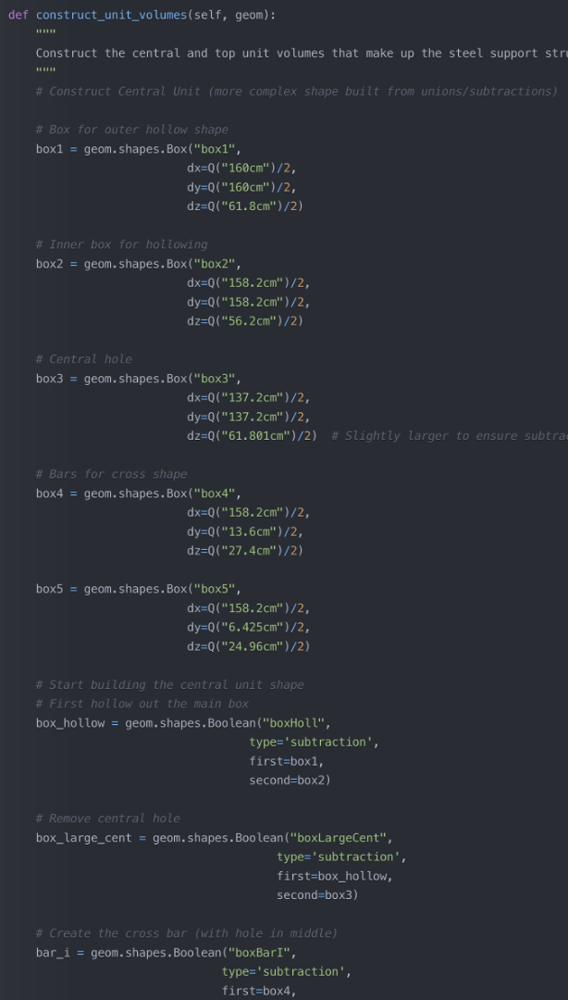 def construct_unit_volumes(self, geom):
    """
    Construct the central and top unit volumes that make up the steel support
    """
    # Construct Central Unit (more complex shape built from unions/subtractions)

    # Box for outer hollow shape
    box1 = geom.shapes.Box("box1",
                          dx=Q("160cm")/2,
                          dy=Q("160cm")/2,
                          dz=Q("61.8cm")/2)

    # Inner box for hollowing
    box2 = geom.shapes.Box("box2",
                          dx=Q("158.2cm")/2,
                          dy=Q("158.2cm")/2,
                          dz=Q("56.2cm")/2)

    # Central hole
    box3 = geom.shapes.Box("box3",
                          dx=Q("137.2cm")/2,
                          dy=Q("137.2cm")/2,
                          dz=Q("61.801cm")/2)  # Slightly larger to ensure

    # Bars for cross shape
    box4 = geom.shapes.Box("box4",
                          dx=Q("158.2cm")/2,
                          dy=Q("13.6cm")/2,
                          dz=Q("27.4cm")/2)

    box5 = geom.shapes.Box("box5",
                          dx=Q("158.2cm")/2,
                          dy=Q("6.425cm")/2,
                          dz=Q("24.96cm")/2)

    # Start building the central unit shape
    # First hollow out the main box
    box_hollow = geom.shapes.Boolean("boxHoll",
                                   type='subtraction',
                                   first=box1,
                                   second=box2)

    # Remove central hole
    box_large_cent = geom.shapes.Boolean("boxLargeCent",
                                       type='subtraction',
                                       first=box_hollow,
                                       second=box3)

    # Create the cross bar (with hole in middle)
    bar_i = geom.shapes.Boolean("boxBarI",
                               type='subtraction',
                               first=box4,